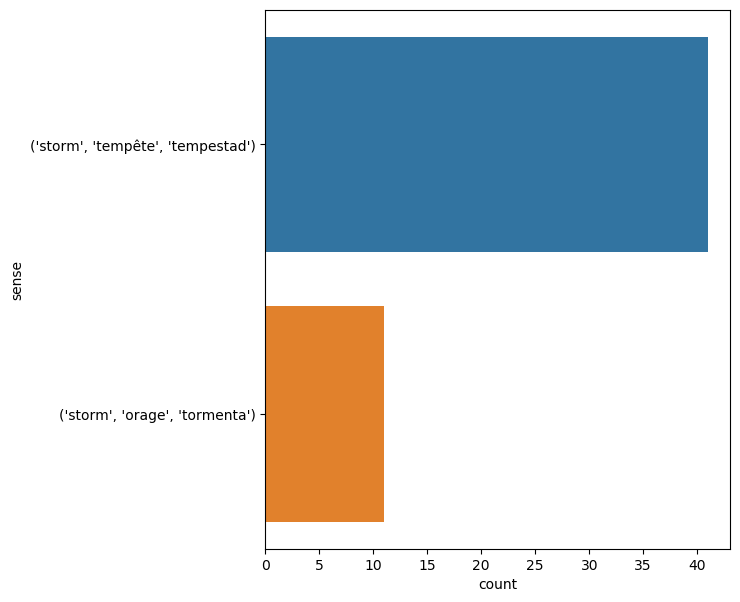 sense
('storm', 'tempête', 'tempestad')
('storm', 'orage', 'tormenta')
0 5 10 15 20 25 30 35 40
count